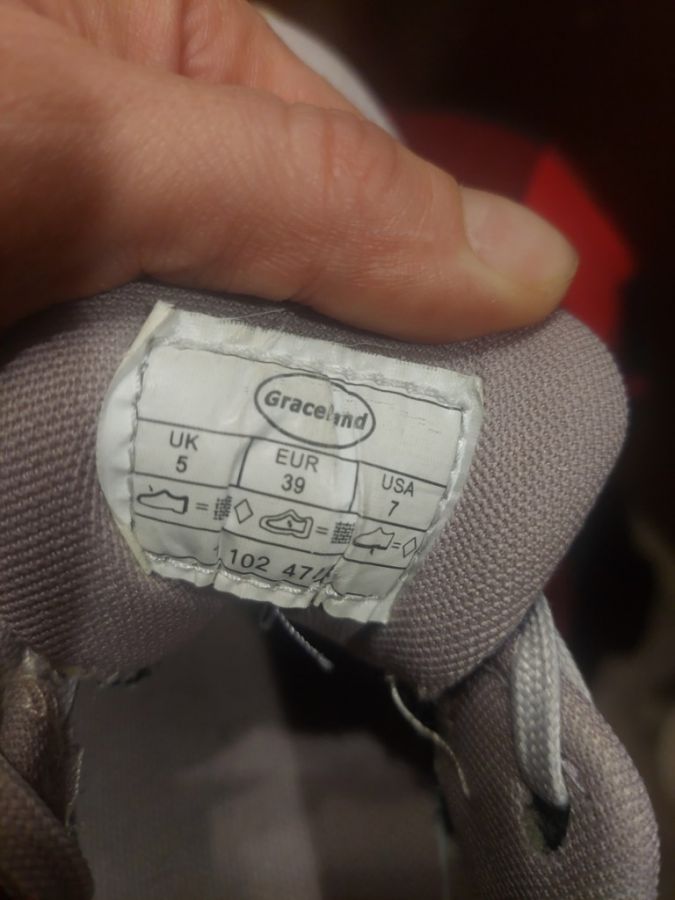 Graceland
UK EUR USA
5 39 7
= = =
102 47